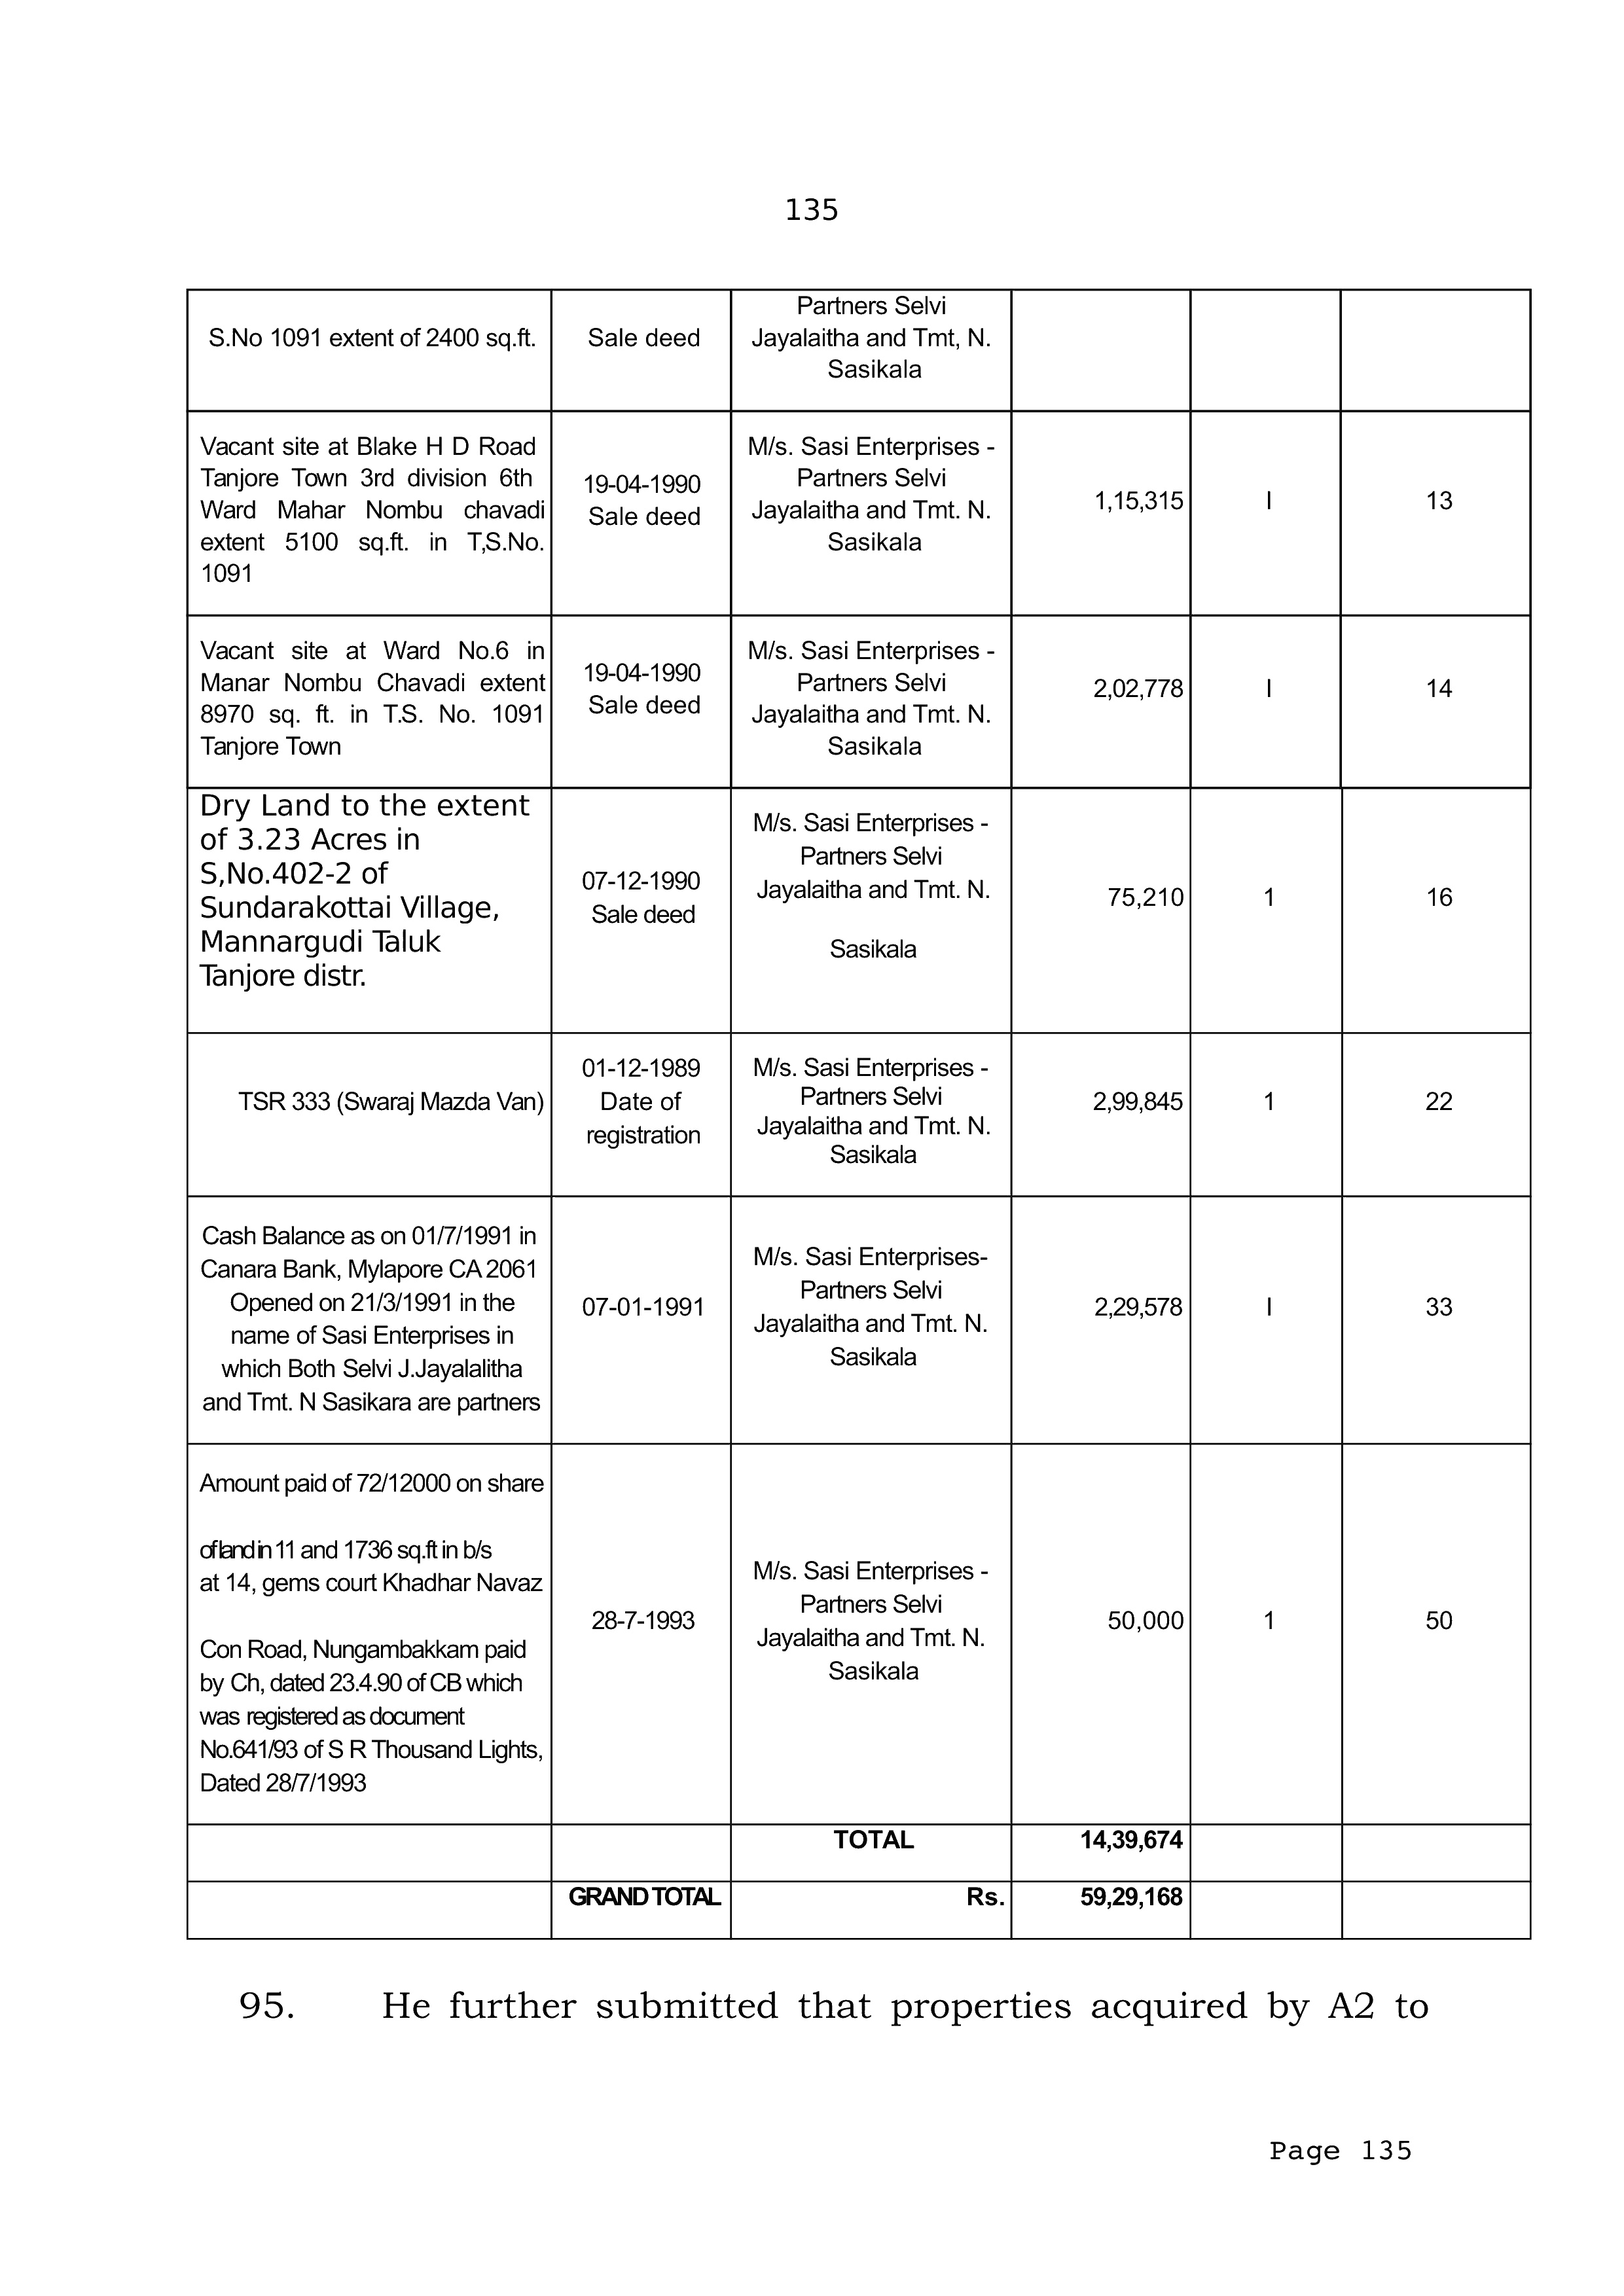 135
S.No 1091 extent of 2400 sq.ft.
Sale deed
Partners Selvi
Jayalaitha and Tmt, N.
Sasikala
Vacant site at Blake H D Road
Tanjore Town 3rd division 6th
Ward Mahar Nombu chavadi
extent 5100 sq.ft. in T,S.No.
1091
19-04-1990
Sale deed
M/s. Sasi Enterprises -
Partners Selvi
Jayalaitha and Tmt. N.
Sasikala
1,15,315
I
13
Vacant site at Ward No.6 in
Manar Nombu Chavadi extent
8970 sq. ft. in T.S. No. 1091
Tanjore Town
19-04-1990
Sale deed
M/s. Sasi Enterprises -
Partners Selvi
Jayalaitha and Tmt. N.
Sasikala
2,02,778
I
14
Dry Land to the extent
of 3.23 Acres in
S,No.402-2 of
Sundarakottai Village,
Mannargudi Taluk
Tanjore distr.
07-12-1990
Sale deed
M/s. Sasi Enterprises -
Partners Selvi
Jayalaitha and Tmt. N.
Sasikala
75,210
1
16
TSR 333 (Swaraj Mazda Van)
01-12-1989
Date of
registration
M/s. Sasi Enterprises -
Partners Selvi
Jayalaitha and Tmt. N.
Sasikala
2,99,845
1
22
Cash Balance as on 01/7/1991 in
Canara Bank, Mylapore CA 2061
Opened on 21/3/1991 in the
name of Sasi Enterprises in
which Both Selvi J.Jayalalitha
and Tmt. N Sasikara are partners
07-01-1991
M/s. Sasi Enterprises-
Partners Selvi
Jayalaitha and Tmt. N.
Sasikala
2,29,578
I
33
Amount paid of 72/12000 on share
of land in 11 and 1736 sq.ft in b/s
at 14, gems court Khadhar Navaz
Con Road, Nungambakkam paid
by Ch, dated 23.4.90 of CB which
was registered as document
No.641/93 of S R Thousand Lights,
Dated 28/7/1993
28-7-1993
M/s. Sasi Enterprises -
Partners Selvi
Jayalaitha and Tmt. N.
Sasikala
50,000
1
50
TOTAL
14,39,674
GRAND TOTAL
Rs.
59,29,168
95. He further submitted that properties acquired by A2 to
Page 135